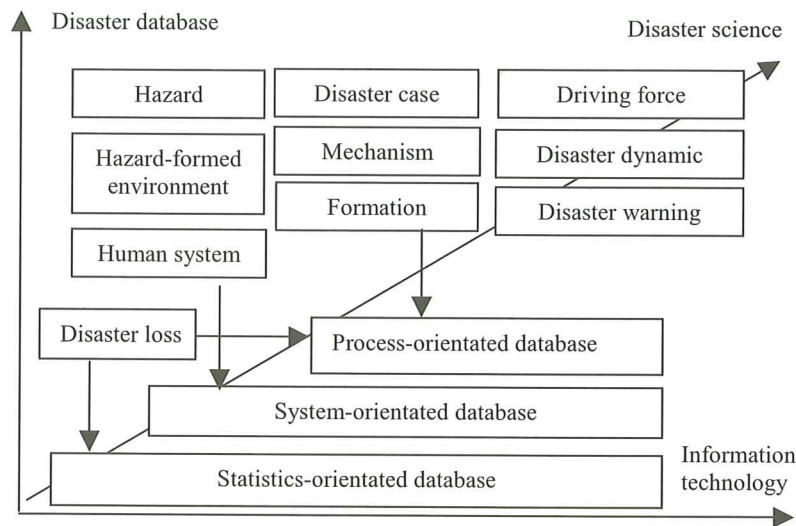 Disaster database
Disaster science
Hazard
Disaster case
Driving force
Hazard-formed
environment
Mechanism
Disaster dynamic
Formation
Disaster warning
Human system
Disaster loss
Process-orientated database
System-orientated database
Statistics-orientated database
Information
technology